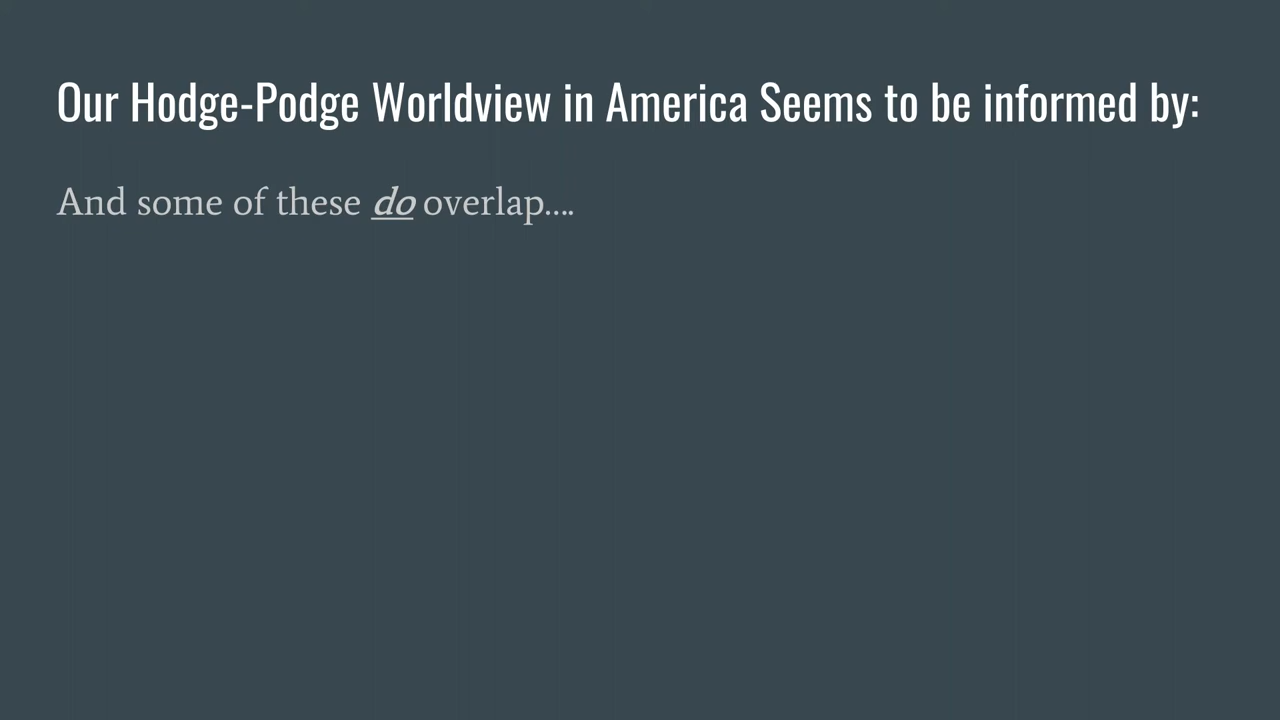 Our Hodge-Podge Worldview in America Seems to be informed by:
And some of these do overlap....